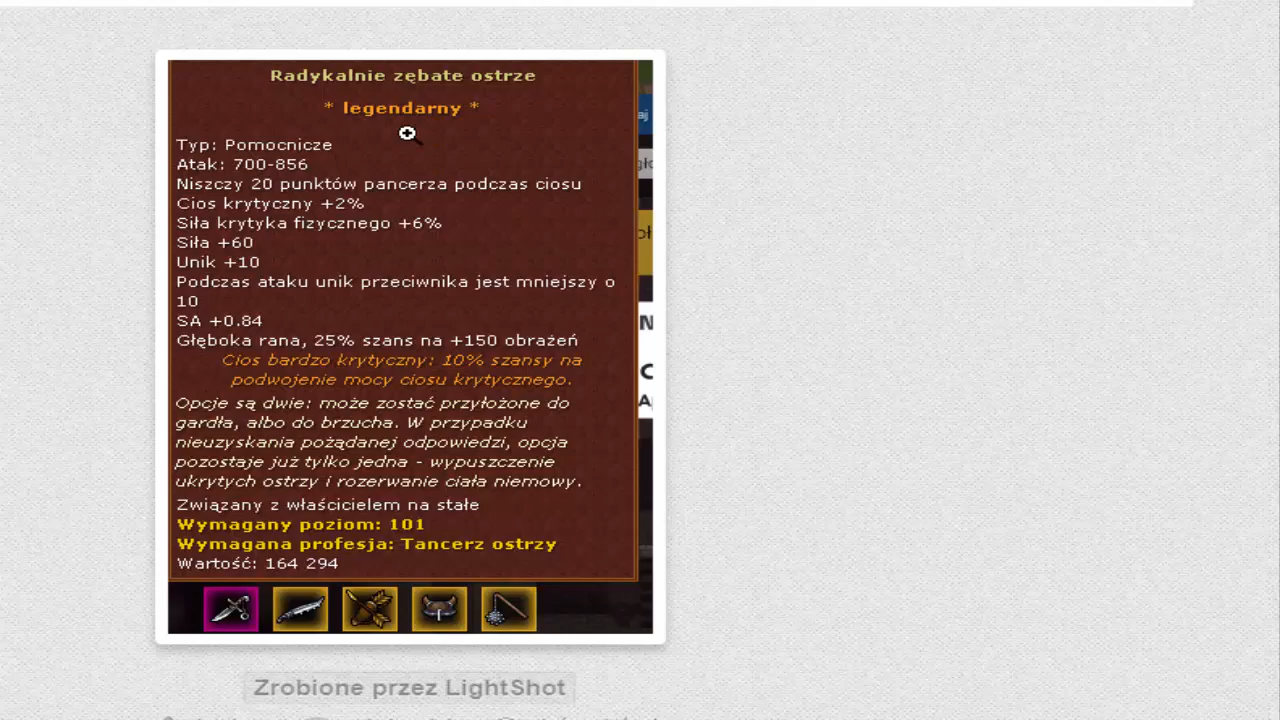 Radykalnie zębate ostrze
* legendarny *
Typ: Pomocnicze
Atak: 700-856
Niszczy 20 punktów pancerza podczas ciosu
Cios krytyczny +2%
Siła krytyka fizycznego +6%
Siła +60
Unik +10
Podczas ataku unik przeciwnika jest mniejszy o
10
SA +0.84
Głęboka rana, 25% szans na +150 obrażeń
Cios bardzo krytyczny: 10% szansy na
podwojenie mocy ciosu krytycznego.
Opcje są dwie: może zostać przyłożone do
gardła, albo do brzucha. W przypadku
nieuzyskania pożądanej odpowiedzi, opcja
pozostaje już tylko jedna - wypuszczenie
ukrytych ostrzy i rozerwanie ciała niemowy.
Związany z właścicielem na stałe
Wymagany poziom: 101
Wymagana profesja: Tancerz ostrzy
Wartość: 164 294
Zrobione przez LightShot